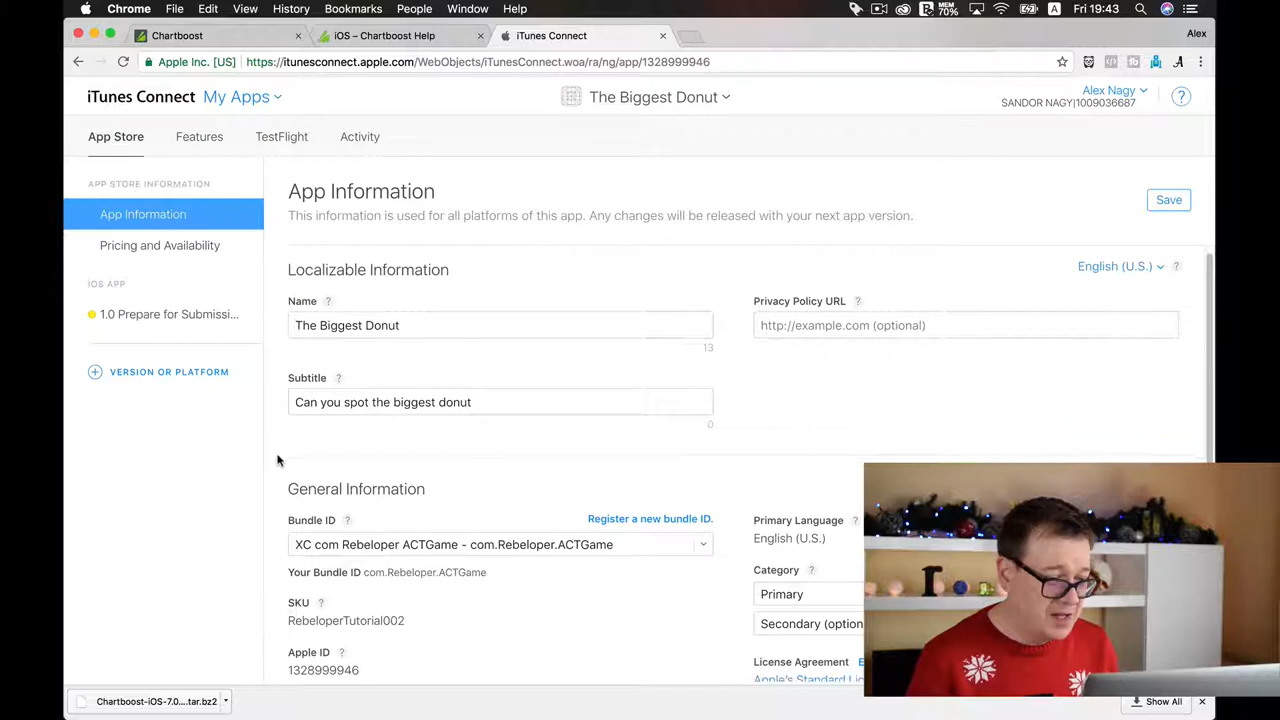 Chrome File Edit View History Bookmarks People Window Help MEM 70% A Fri 19:43
Chartboost iOS – Chartboost Help iTunes Connect Alex
Apple Inc. [US] https://itunesconnect.apple.com/WebObjects/iTunesConnect.woa/ra/ng/app/1328999946
iTunes Connect My Apps The Biggest Donut Alex Nagy ?
SANDOR NAGY|1009036687
App Store Features TestFlight Activity
APP STORE INFORMATION
App Information
Pricing and Availability
iOS APP
1.0 Prepare for Submissi...
VERSION OR PLATFORM
App Information
This information is used for all platforms of this app. Any changes will be released with your next app version.
Save
Localizable Information English (U.S.) ?
Name ? Privacy Policy URL ?
The Biggest Donut http://example.com (optional)
13
Subtitle ?
Can you spot the biggest donut
0
General Information
Bundle ID ? Register a new bundle ID.
XC com Rebeloper ACTGame - com.Rebeloper.ACTGame
Your Bundle ID com.Rebeloper.ACTGame
SKU ?
RebeloperTutorial002
Apple ID ?
1328999946
Primary Language ?
English (U.S.)
Category ?
Primary
Secondary (option
License Agreement E
Apple's Standard Lic
Chartboost-iOS-7.0....tar.bz2 Show All